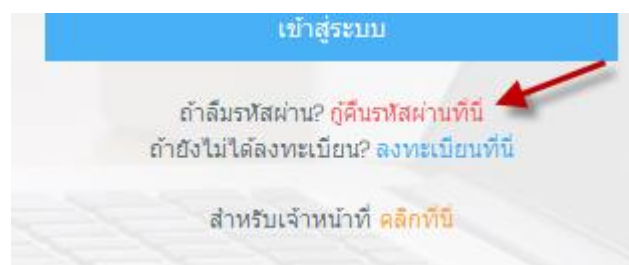 เข้าสู่ระบบ
ถ้าลืมรหัสผ่าน? กู้คืนรหัสผ่านที่นี่
ถ้ายังไม่ได้ลงทะเบียน? ลงทะเบียนที่นี่
สำหรับเจ้าหน้าที่ คลิกที่นี่